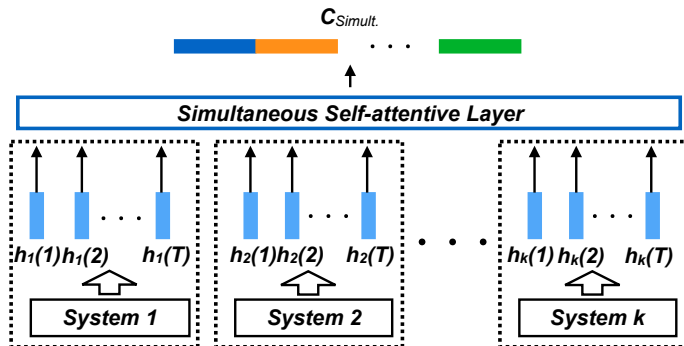 C Simult.
. . .
Simultaneous Self-attentive Layer
h1(1) h1(2) . . . h1(T) h2(1) h2(2) . . . h2(T) . . . hk(1) hk(2) . . . hk(T)
System 1 System 2 System k